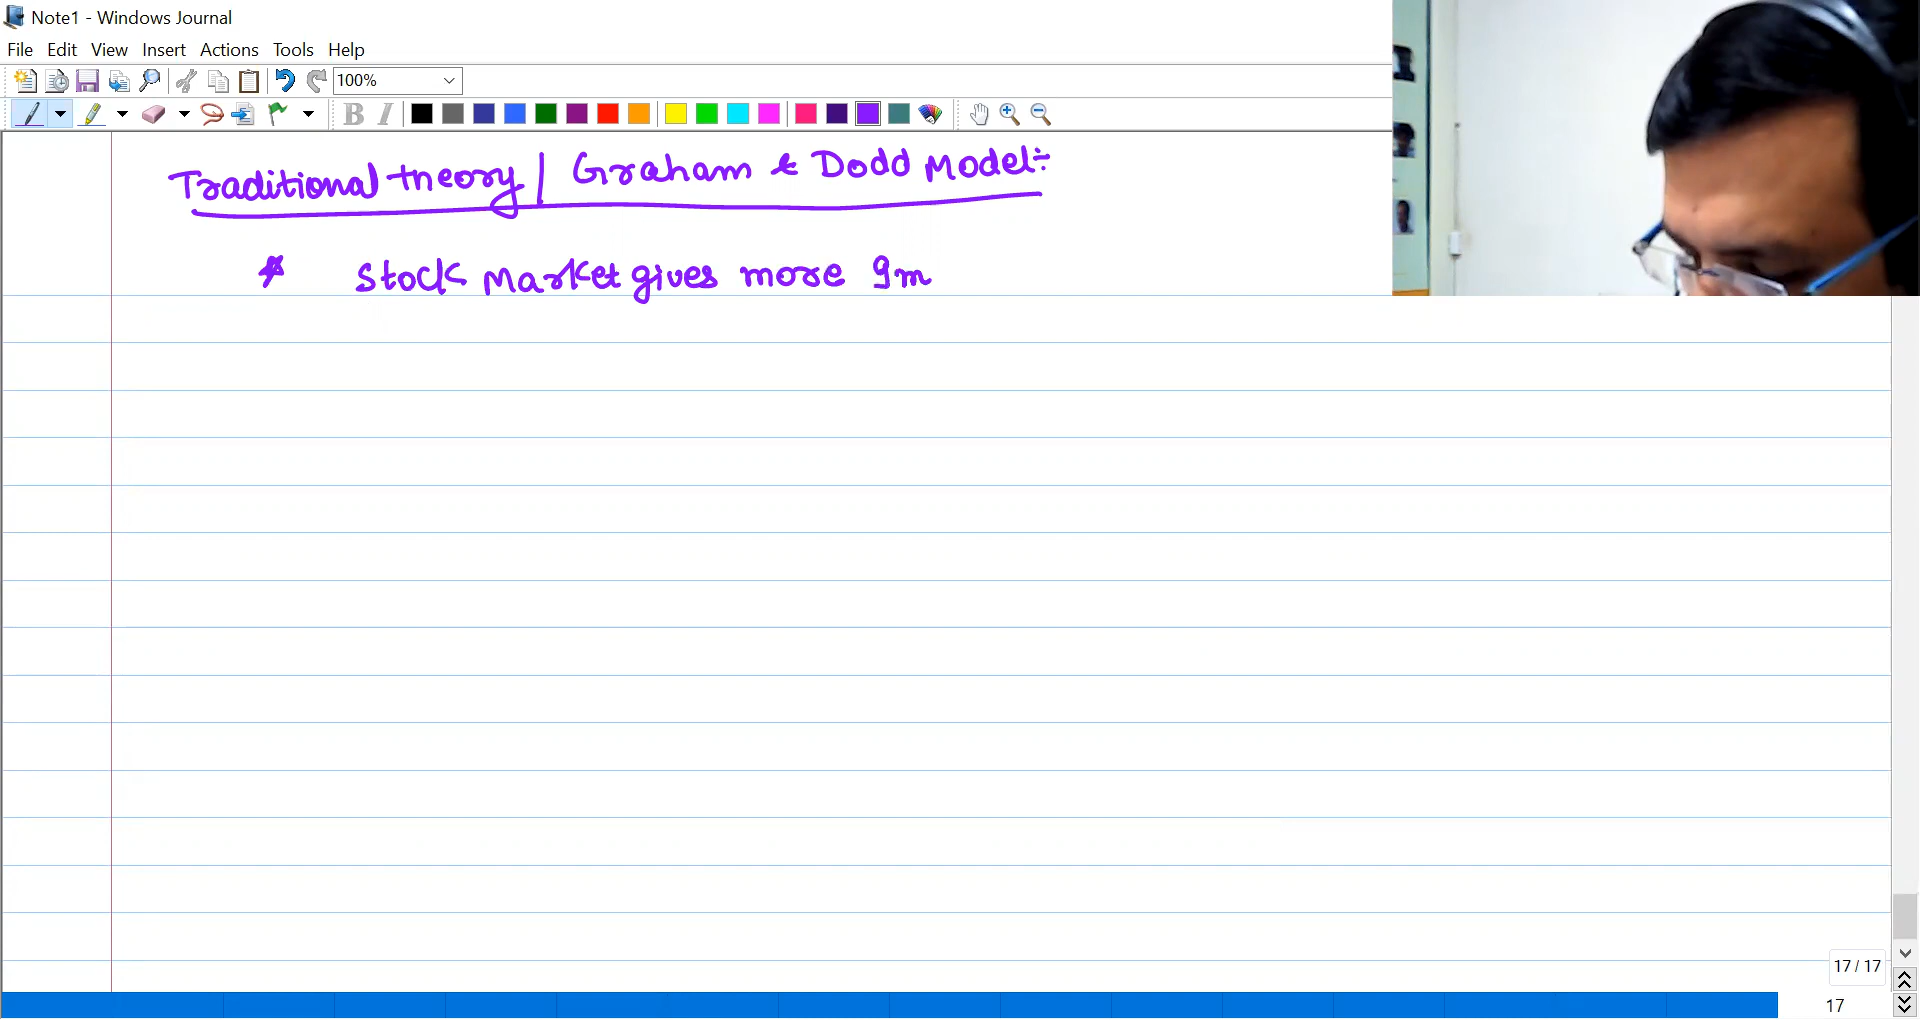 Note1 - Windows Journal
File Edit View Insert Actions Tools Help
100%
B I
Traditional theory | Graham & Dodd Model:-
* Stock Market gives more Im
17 / 17
17